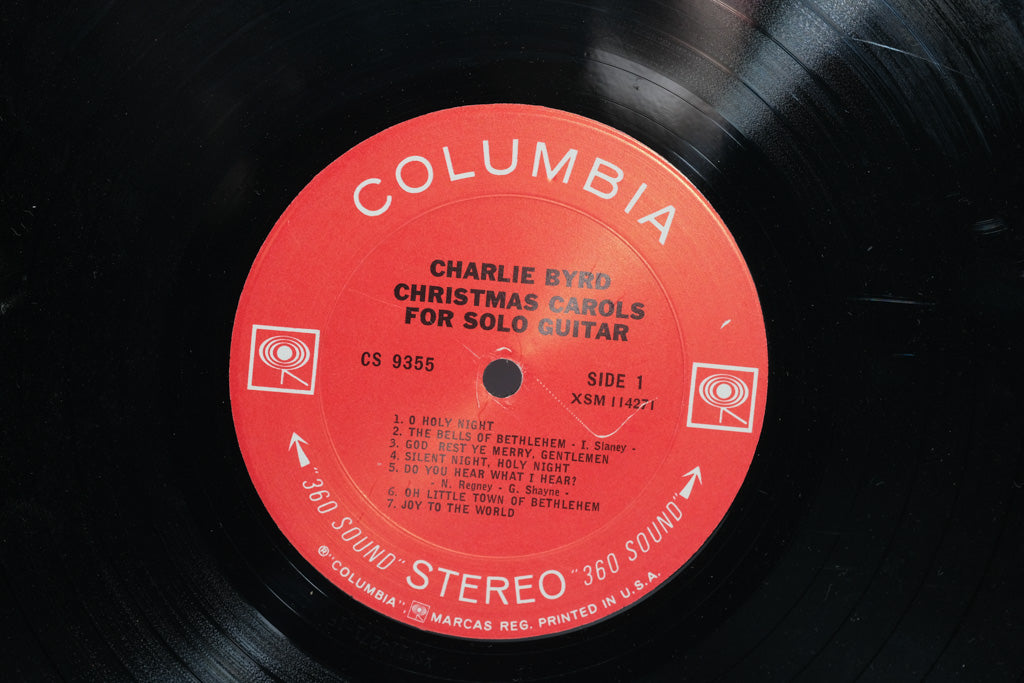 COLUMBIA
CHARLIE BYRD
CHRISTMAS CAROLS
FOR SOLO GUITAR
CS 9355
SIDE 1
XSM 114271
1. O HOLY NIGHT
2. THE BELLS OF BETHLEHEM - I. Slaney -
3. GOD REST YE MERRY, GENTLEMEN
4. SILENT NIGHT, HOLY NIGHT
5. DO YOU HEAR WHAT I HEAR?
- N. Regney - G. Shayne -
6. OH LITTLE TOWN OF BETHLEHEM
7. JOY TO THE WORLD
"360 SOUND" STEREO "360 SOUND"
® "COLUMBIA", MARCAS REG. PRINTED IN U.S.A.